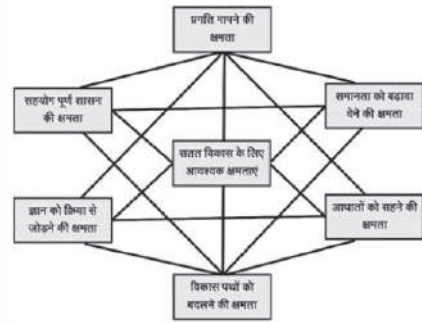 प्रगति मापने की
क्षमता
सहयोग पूर्ण शासन
की क्षमता
समानता को बढ़ावा
देने की क्षमता
सतत विकास के लिए
आवश्यक क्षमताएं
ज्ञान को क्रिया से
जोड़ने की क्षमता
आघातों को सहने की
क्षमता
विकास पथों को
बदलने की क्षमता